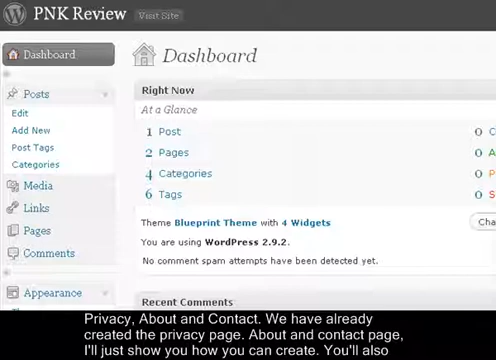 PNK Review Visit Site
Dashboard
Dashboard
Posts
Edit
Add New
Post Tags
Categories
Media
Links
Pages
Comments
Appearance
Right Now
At a Glance
1 Post 0
2 Pages 0
4 Categories 0
6 Tags 0
Theme Blueprint Theme with 4 Widgets
You are using WordPress 2.9.2.
No comment spam attempts have been detected yet.
Recent Comments
Privacy, About and Contact. We have already
created the privacy page. About and contact page,
I'll just show you how you can create. You'll also